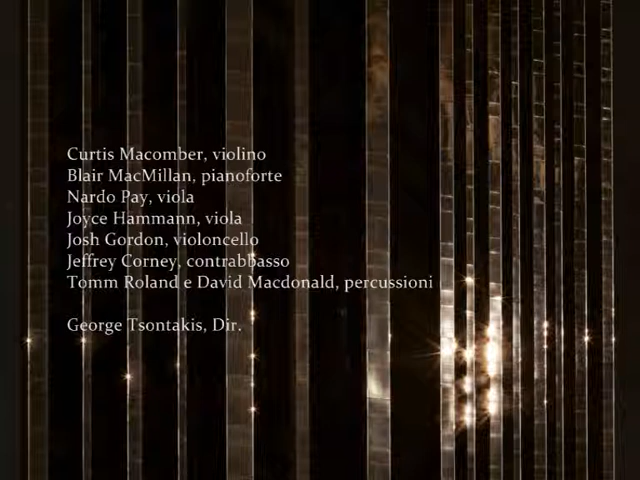 Curtis Macomber, violino
Blair MacMillan, pianoforte
Nardo Pay, viola
Joyce Hammann, viola
Josh Gordon, violoncello
Jeffrey Corney, contrabbasso
Tomm Roland e David Macdonald, percussioni
George Tsontakis, Dir.